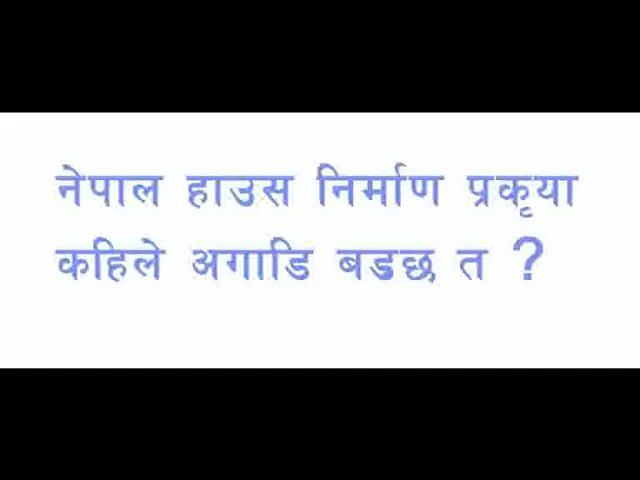 नेपाल हाउस निर्माण प्रकृया
कहिले अगाडि बडछ त ?